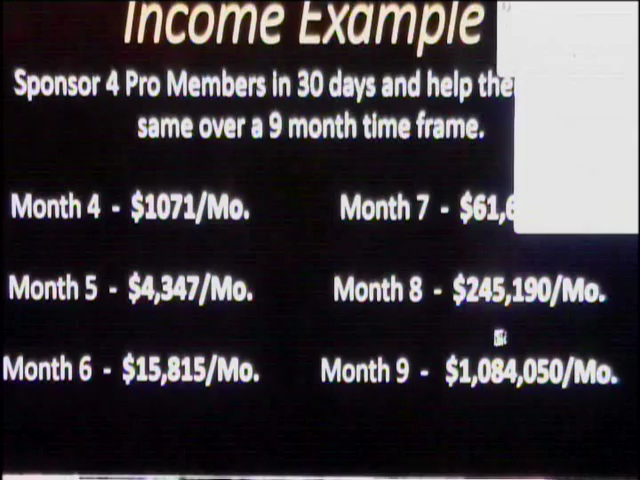 Income Example
Sponsor 4 Pro Members in 30 days and help the
same over a 9 month time frame.
Month 4 - $1071/Mo.
Month 7 -
Month 5 - $4,347/Mo.
Month 8 - $245,190/Mo.
Month 6 - $15,815/Mo.
Month 9 - $1,084,050/Mo.